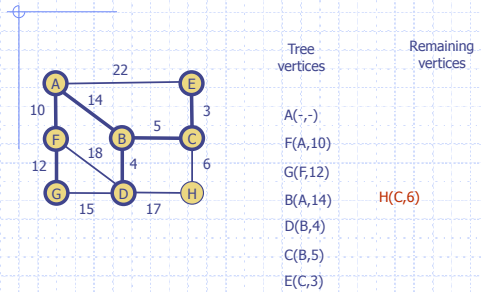 Tree
vertices
Remaining
vertices
22
A
E
14
10
3
5
F
B
C
18
12
4
6
G
D
H
15
17
A(-,-)
F(A,10)
G(F,12)
B(A,14)
H(C,6)
D(B,4)
C(B,5)
E(C,3)